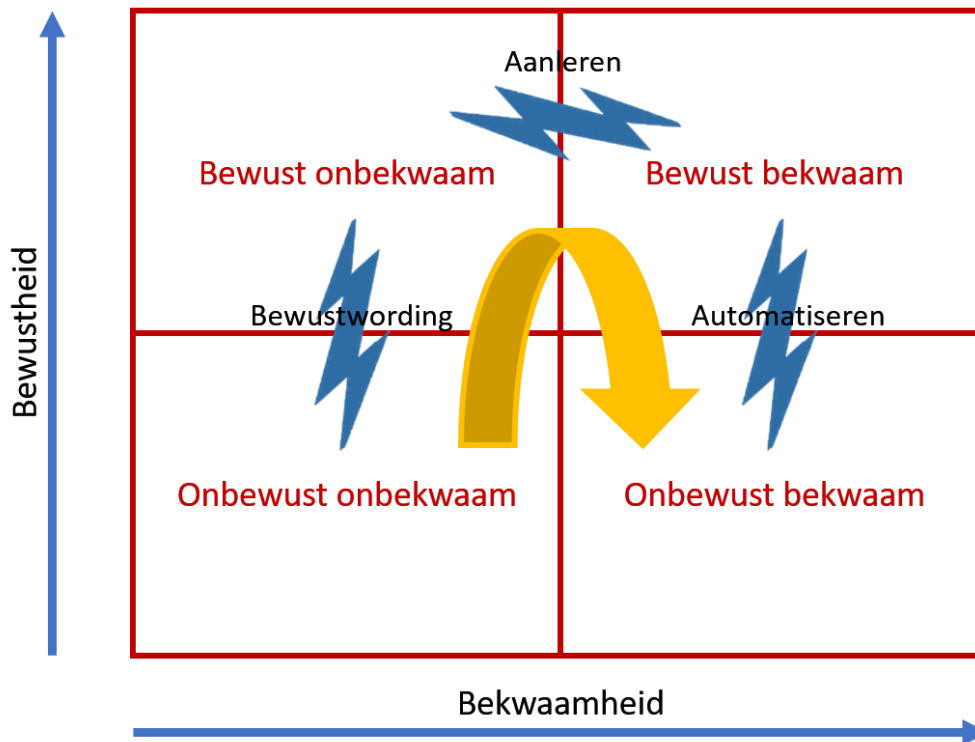 Aanleren
Bewust onbekwaam
Bewust bekwaam
Bewustheid
Bewustwording
Automatiseren
Onbewust onbekwaam
Onbewust bekwaam
Bekwaamheid